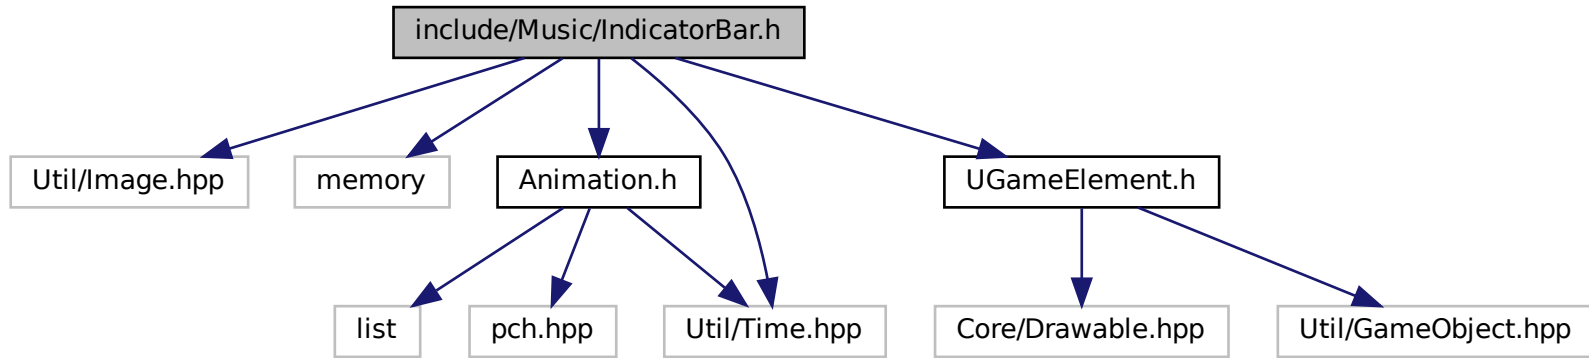 include/Music/IndicatorBar.h
Util/Image.hpp
memory
Animation.h
UGameElement.h
list
pch.hpp
Util/Time.hpp
Core/Drawable.hpp
Util/GameObject.hpp